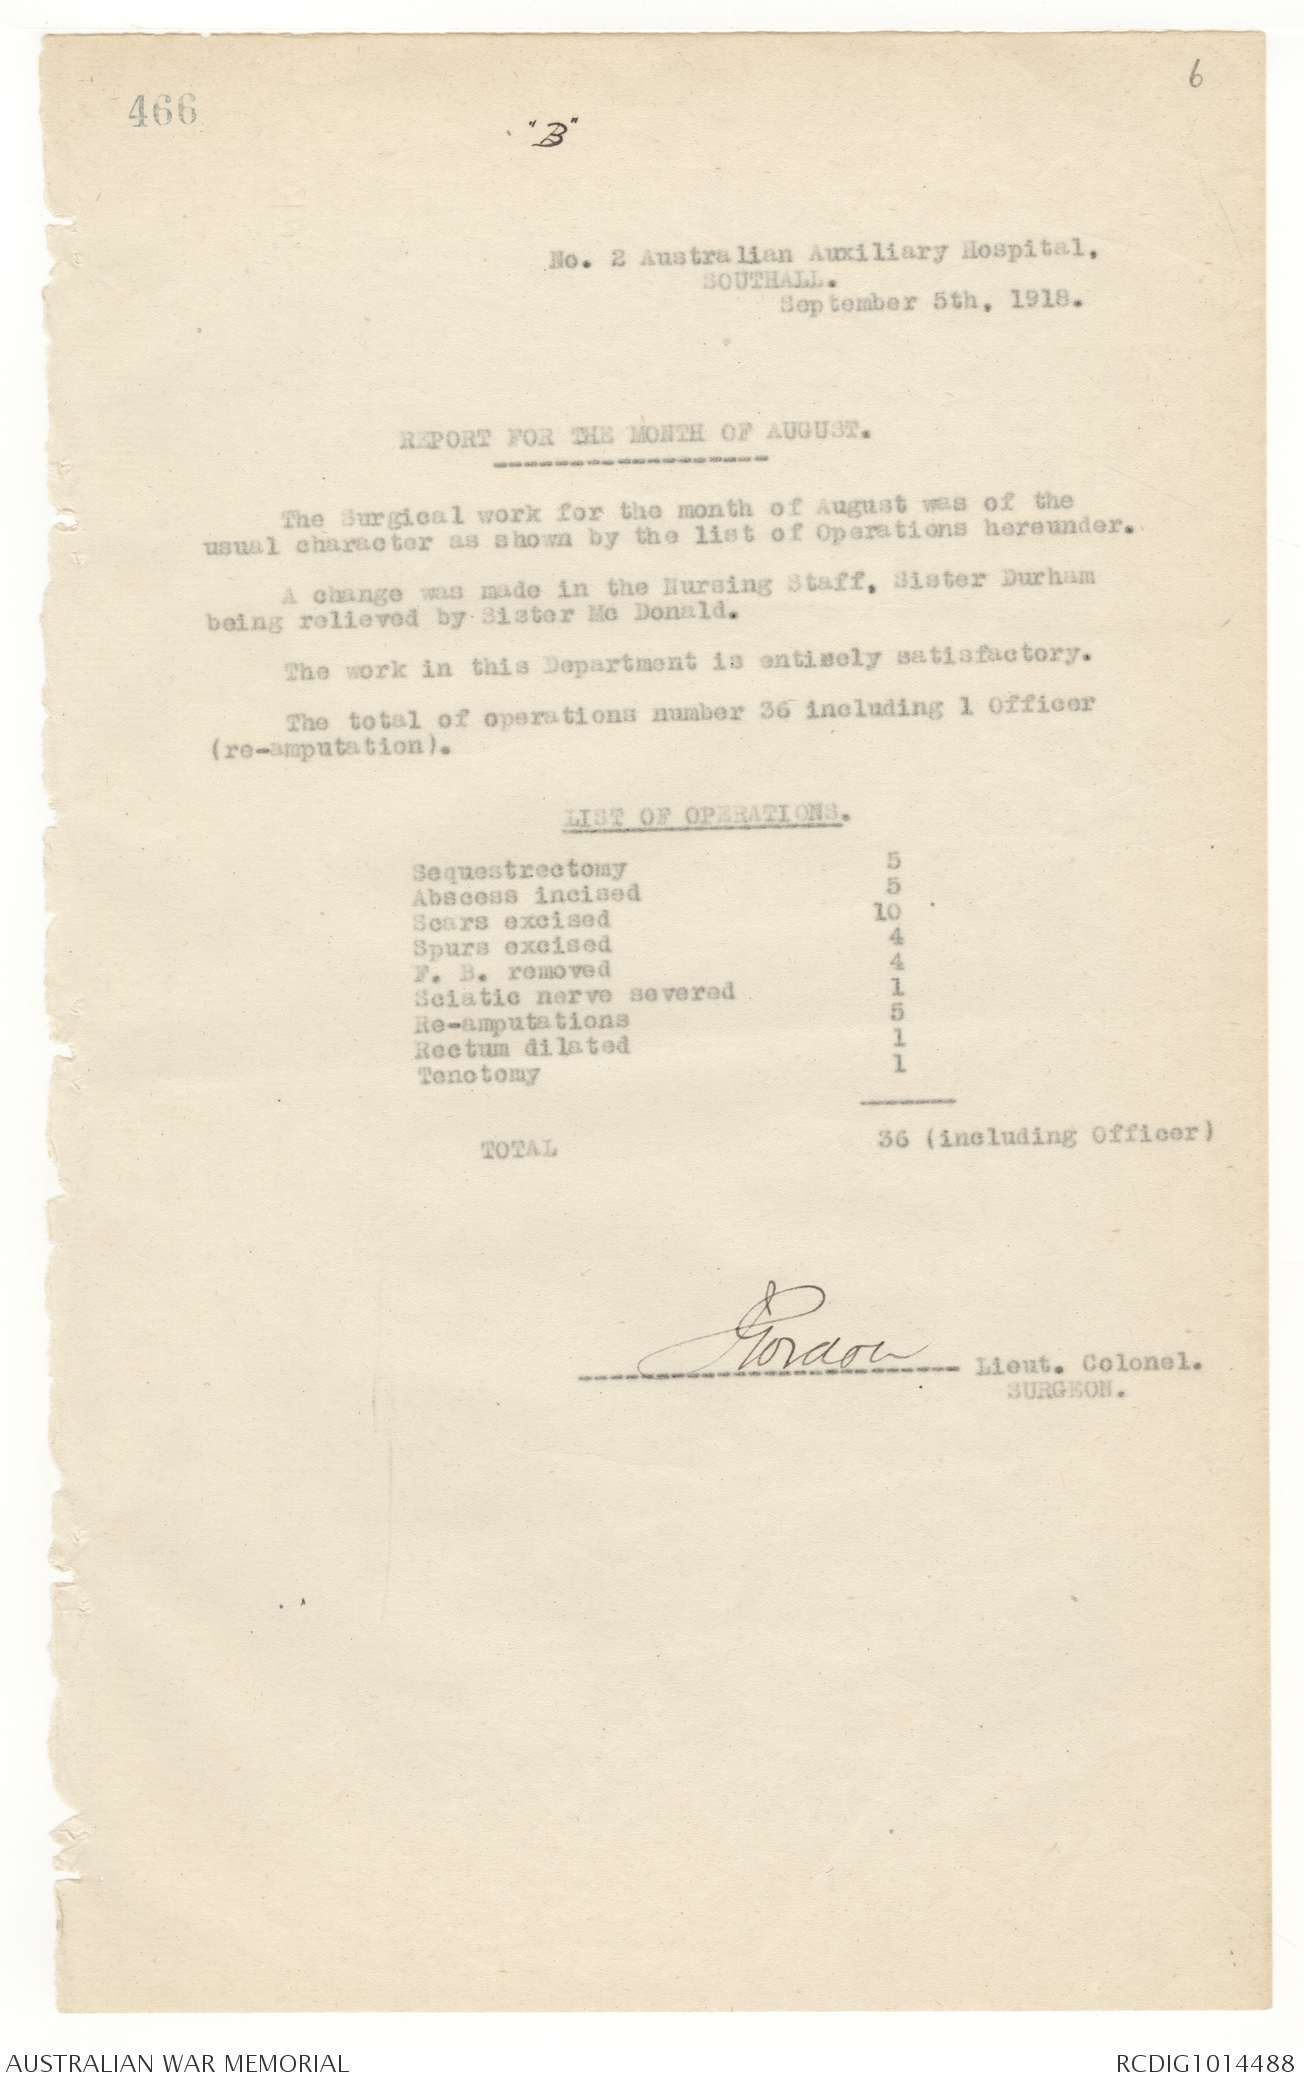 466
6
"B"
No. 2 Australian Auxiliary Hospital,
SOUTHALL.
September 5th, 1918.
REPORT FOR THE MONTH OF AUGUST.
The Surgical work for the month of August was of the
usual character as shown by the list of Operations hereunder.
A change was made in the Nursing Staff, Sister Durham
being relieved by Sister Mc Donald.
The work in this Department is entirely satisfactory.
The total of operations number 36 including 1 Officer
(re-amputation).
LIST OF OPERATIONS.
Sequestrectomy 5
Abscess incised 5
Scars excised 10
Spurs excised 4
F. B. removed 4
Sciatic nerve severed 1
Re-amputations 5
Rectum dilated 1
Tenotomy 1
TOTAL 36 (including Officer)
Gordon Lieut. Colonel.
SURGEON.
AUSTRALIAN WAR MEMORIAL RCDIG1014488